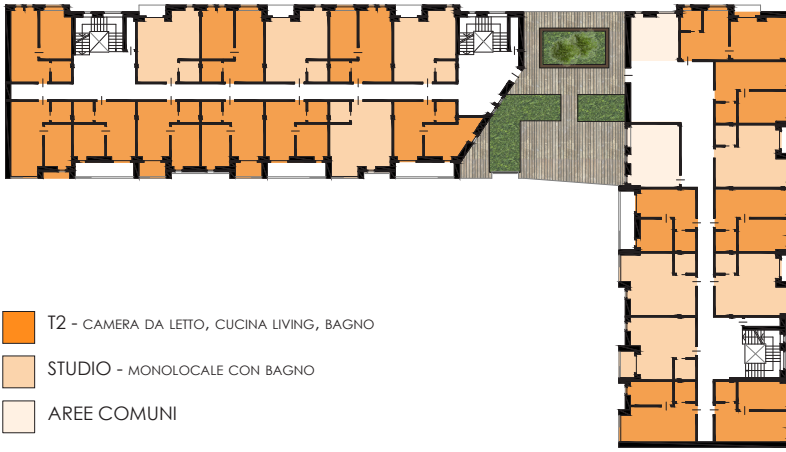 T2 - CAMERA DA LETTO, CUCINA LIVING, BAGNO
STUDIO - MONOLOCALE CON BAGNO
AREE COMUNI